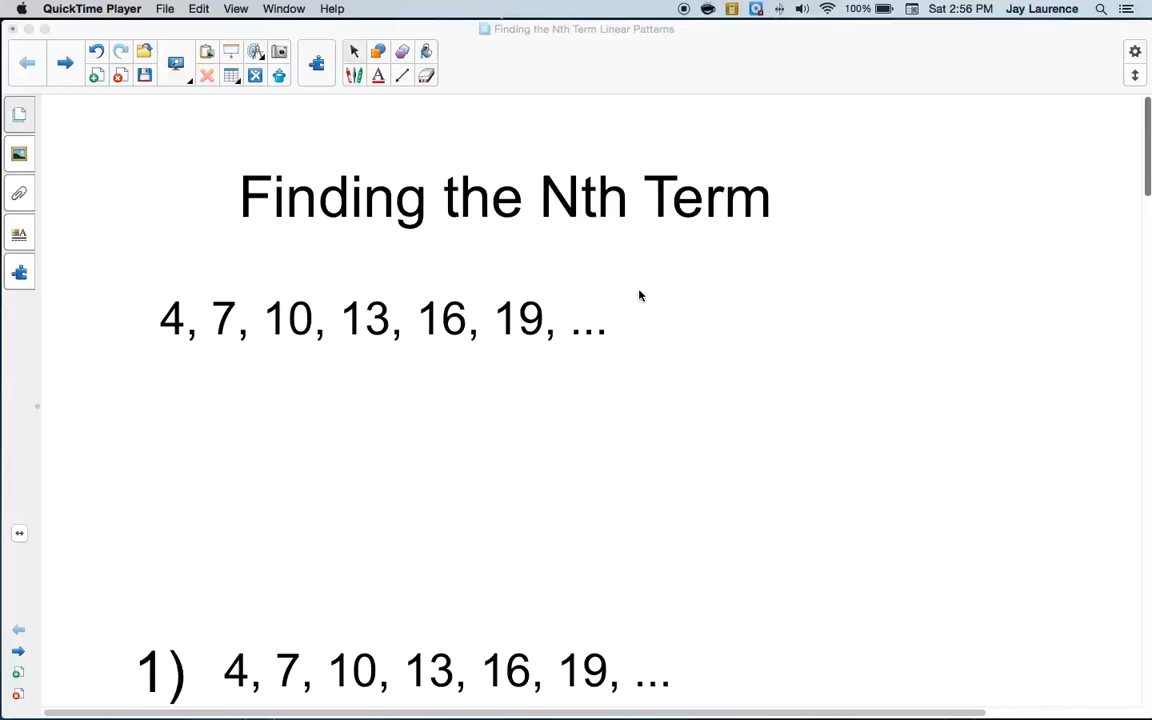 QuickTime Player File Edit View Window Help 100% Sat 2:56 PM Jay Laurence
Finding the Nth Term Linear Patterns
Finding the Nth Term
4, 7, 10, 13, 16, 19, ...
1) 4, 7, 10, 13, 16, 19, ...